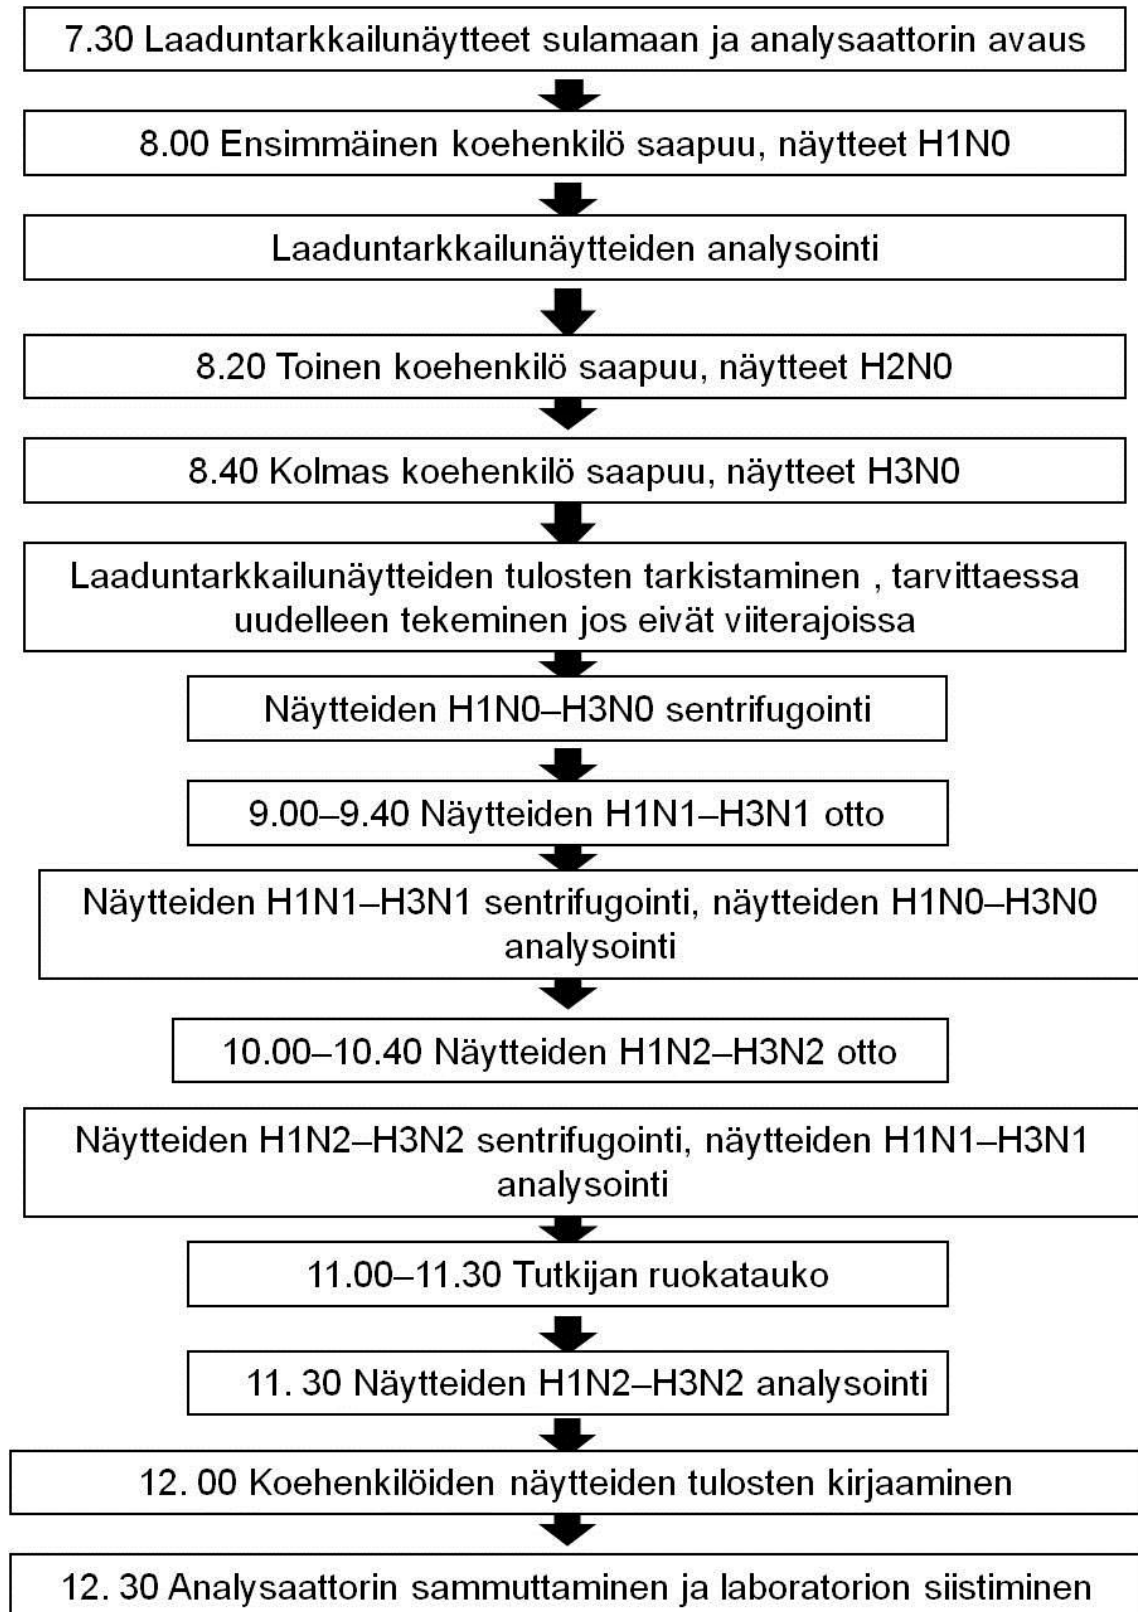 7.30 Laaduntarkkailunäytteet sulamaan ja analysaattorin avaus
8.00 Ensimmäinen koehenkilö saapuu, näytteet H1N0
Laaduntarkkailunäytteiden analysointi
8.20 Toinen koehenkilö saapuu, näytteet H2N0
8.40 Kolmas koehenkilö saapuu, näytteet H3N0
Laaduntarkkailunäytteiden tulosten tarkistaminen , tarvittaessa
uudelleen tekeminen jos eivät viiterajoissa
Näytteiden H1N0–H3N0 sentrifugointi
9.00–9.40 Näytteiden H1N1–H3N1 otto
Näytteiden H1N1–H3N1 sentrifugointi, näytteiden H1N0–H3N0
analysointi
10.00–10.40 Näytteiden H1N2–H3N2 otto
Näytteiden H1N2–H3N2 sentrifugointi, näytteiden H1N1–H3N1
analysointi
11.00–11.30 Tutkijan ruokatauko
11. 30 Näytteiden H1N2–H3N2 analysointi
12. 00 Koehenkilöiden näytteiden tulosten kirjaaminen
12. 30 Analysaattorin sammuttaminen ja laboratorion siistiminen